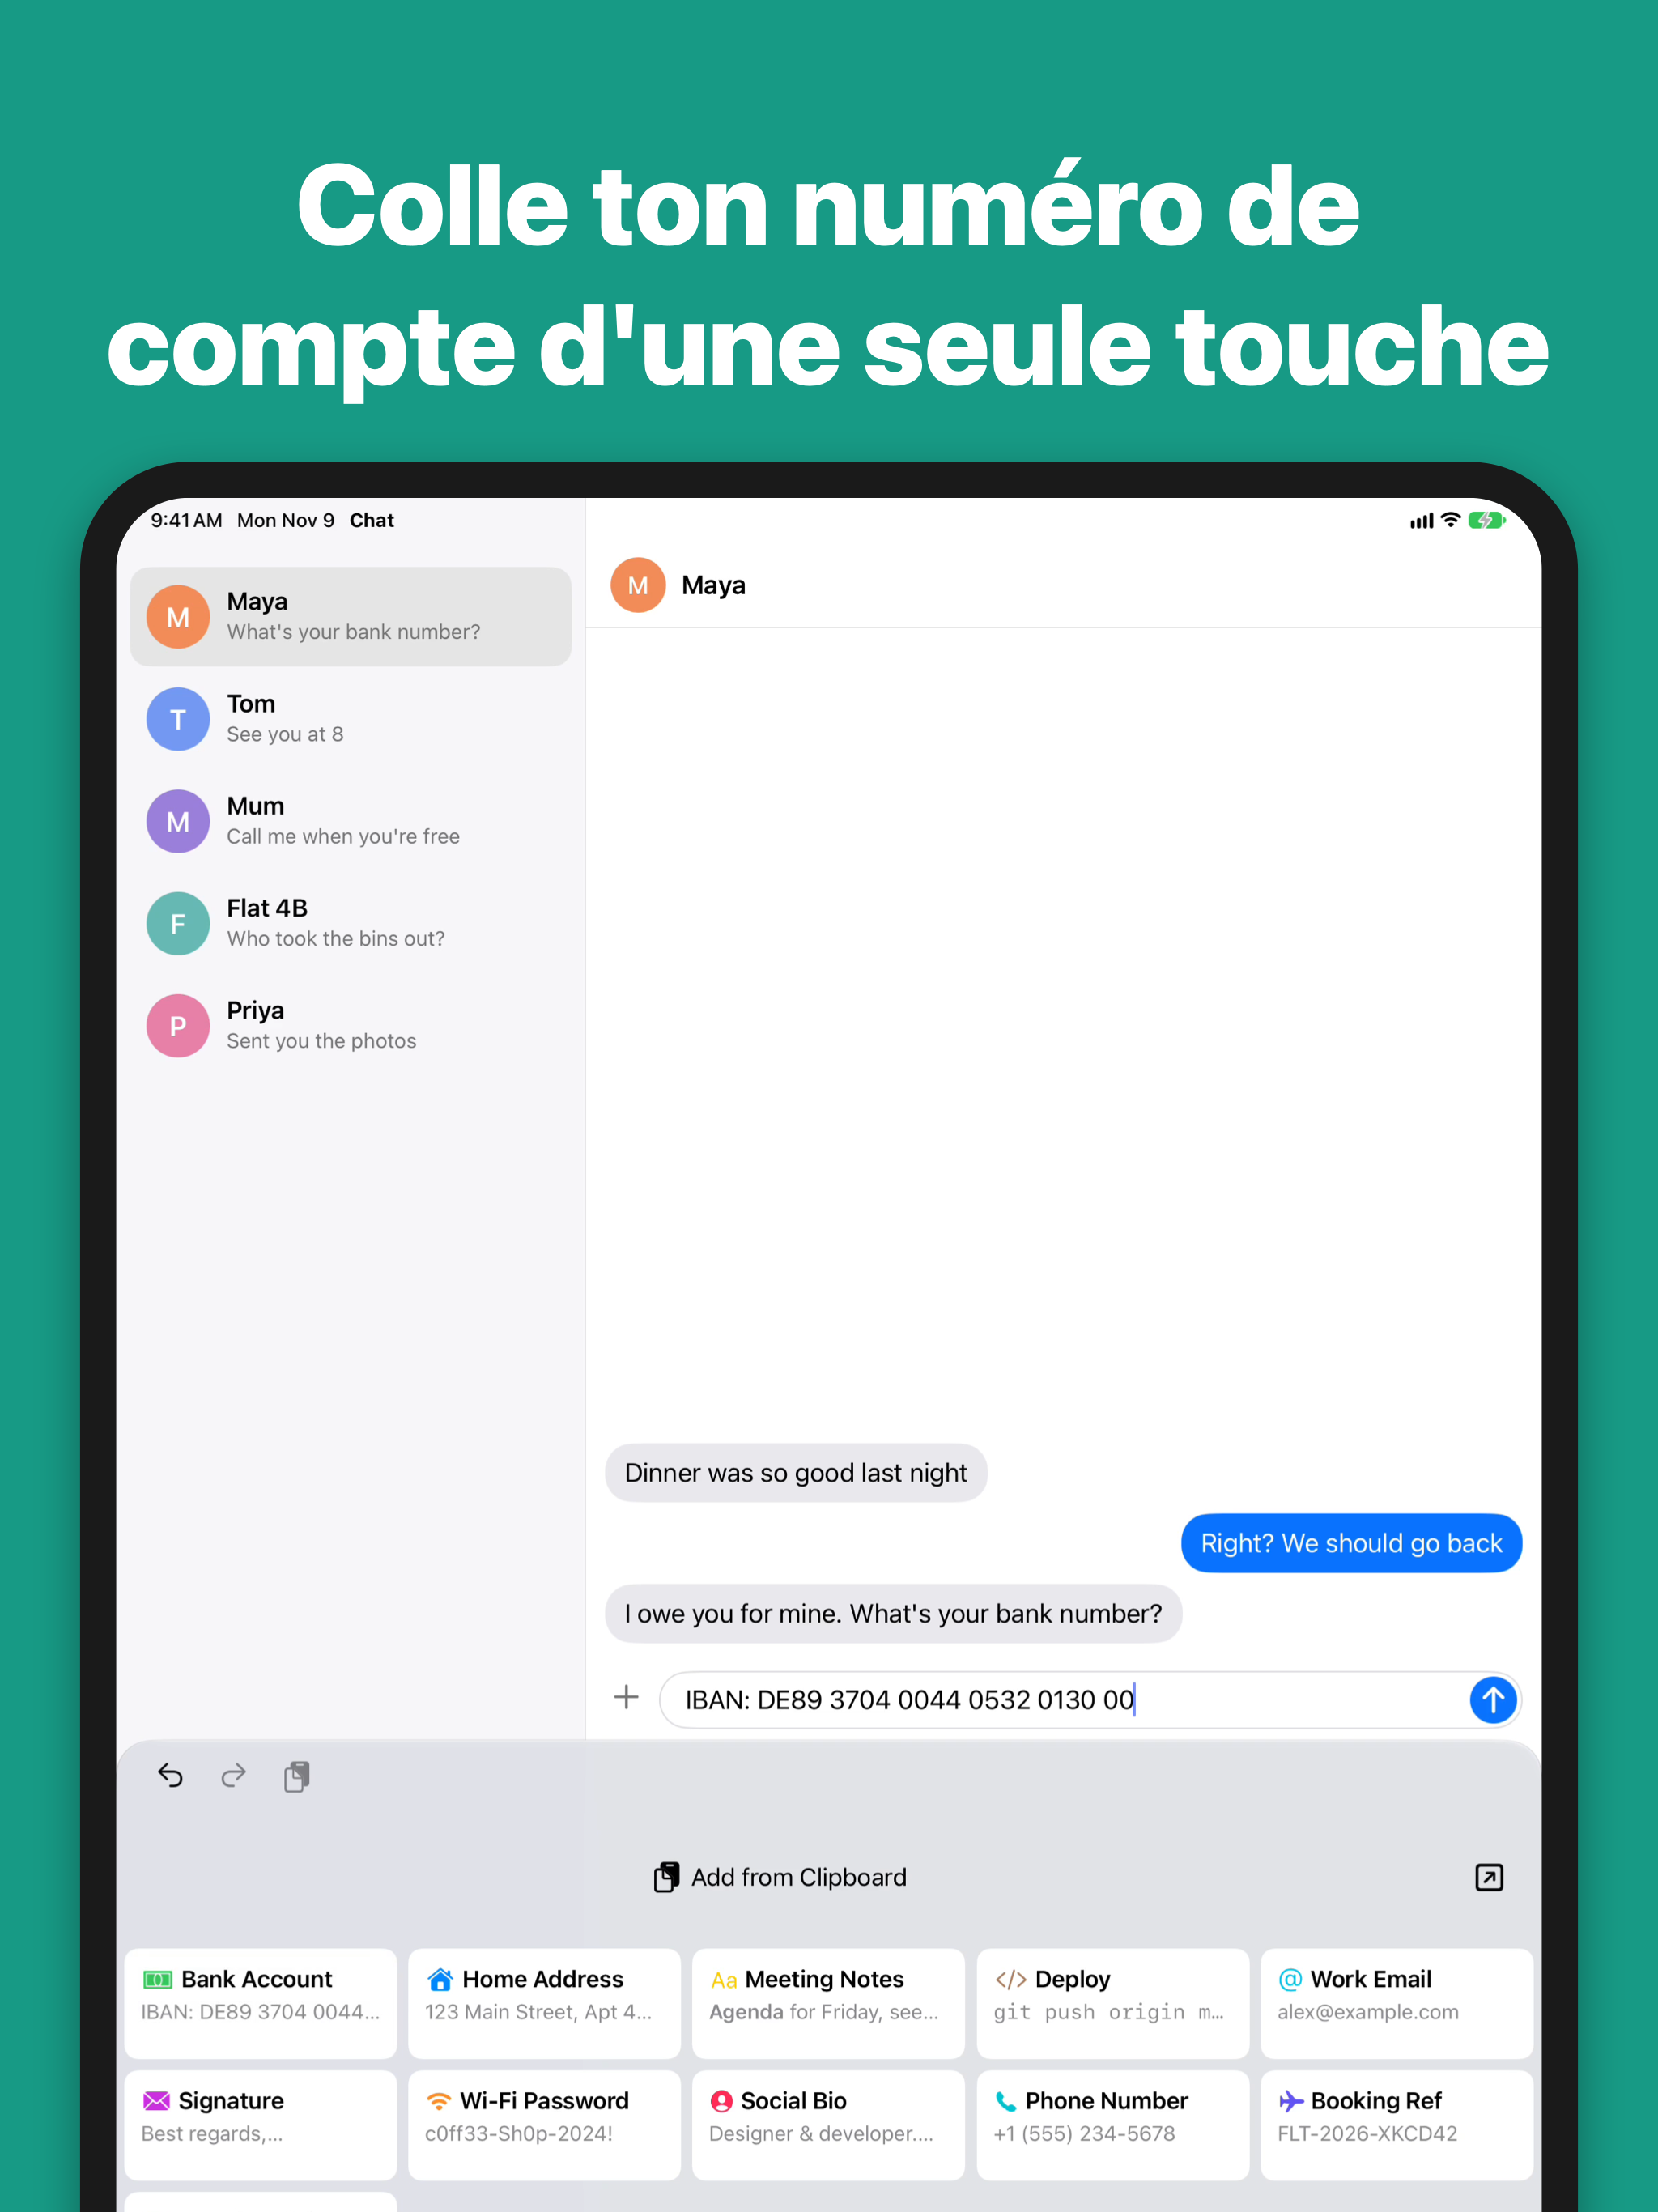 Colle ton numéro de
compte d'une seule touche
9:41 AM Mon Nov 9 Chat
M
Maya
What's your bank number?
T
Tom
See you at 8
M
Mum
Call me when you're free
F
Flat 4B
Who took the bins out?
P
Priya
Sent you the photos
M Maya
Dinner was so good last night
Right? We should go back
I owe you for mine. What's your bank number?
IBAN: DE89 3704 0044 0532 0130 00
Add from Clipboard
Bank Account
IBAN: DE89 3704 0044...
Home Address
123 Main Street, Apt 4...
Aa Meeting Notes
Agenda for Friday, see...
</> Deploy
git push origin m...
@ Work Email
alex@example.com
Signature
Best regards,...
Wi-Fi Password
c0ff33-Sh0p-2024!
Social Bio
Designer & developer....
Phone Number
+1 (555) 234-5678
Booking Ref
FLT-2026-XKCD42